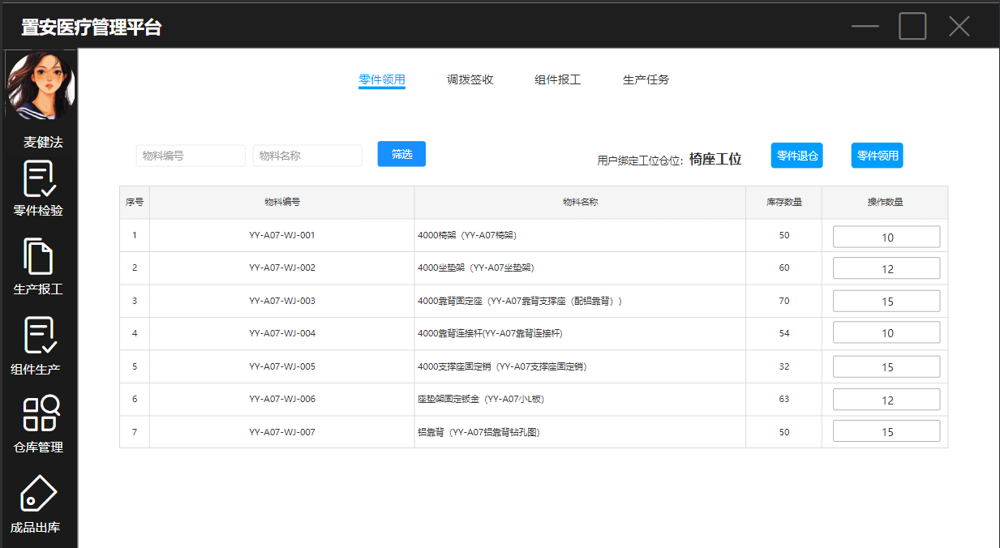 置安医疗管理平台
零件领用 调拨签收 组件报工 生产任务
麦健法
零件检验
生产报工
组件生产
仓库管理
成品出库
物料编号 物料名称 筛选 用户绑定工位仓位：椅座工位 零件退仓 零件领用
序号 物料编号 物料名称 库存数量 操作数量
1 YY-A07-WJ-001 4000椅架（YY-A07椅架） 50 10
2 YY-A07-WJ-002 4000坐垫架（YY-A07坐垫架） 60 12
3 YY-A07-WJ-003 4000靠背固定座（YY-A07靠背支撑座（配铝靠背）） 70 15
4 YY-A07-WJ-004 4000靠背连接杆(YY-A07靠背连接杆) 54 10
5 YY-A07-WJ-005 4000支撑座固定销（YY-A07支撑座固定销） 32 15
6 YY-A07-WJ-006 座垫架固定钣金（YY-A07小L板） 63 12
7 YY-A07-WJ-007 铝靠背（YY-A07铝靠背钻孔图） 50 15